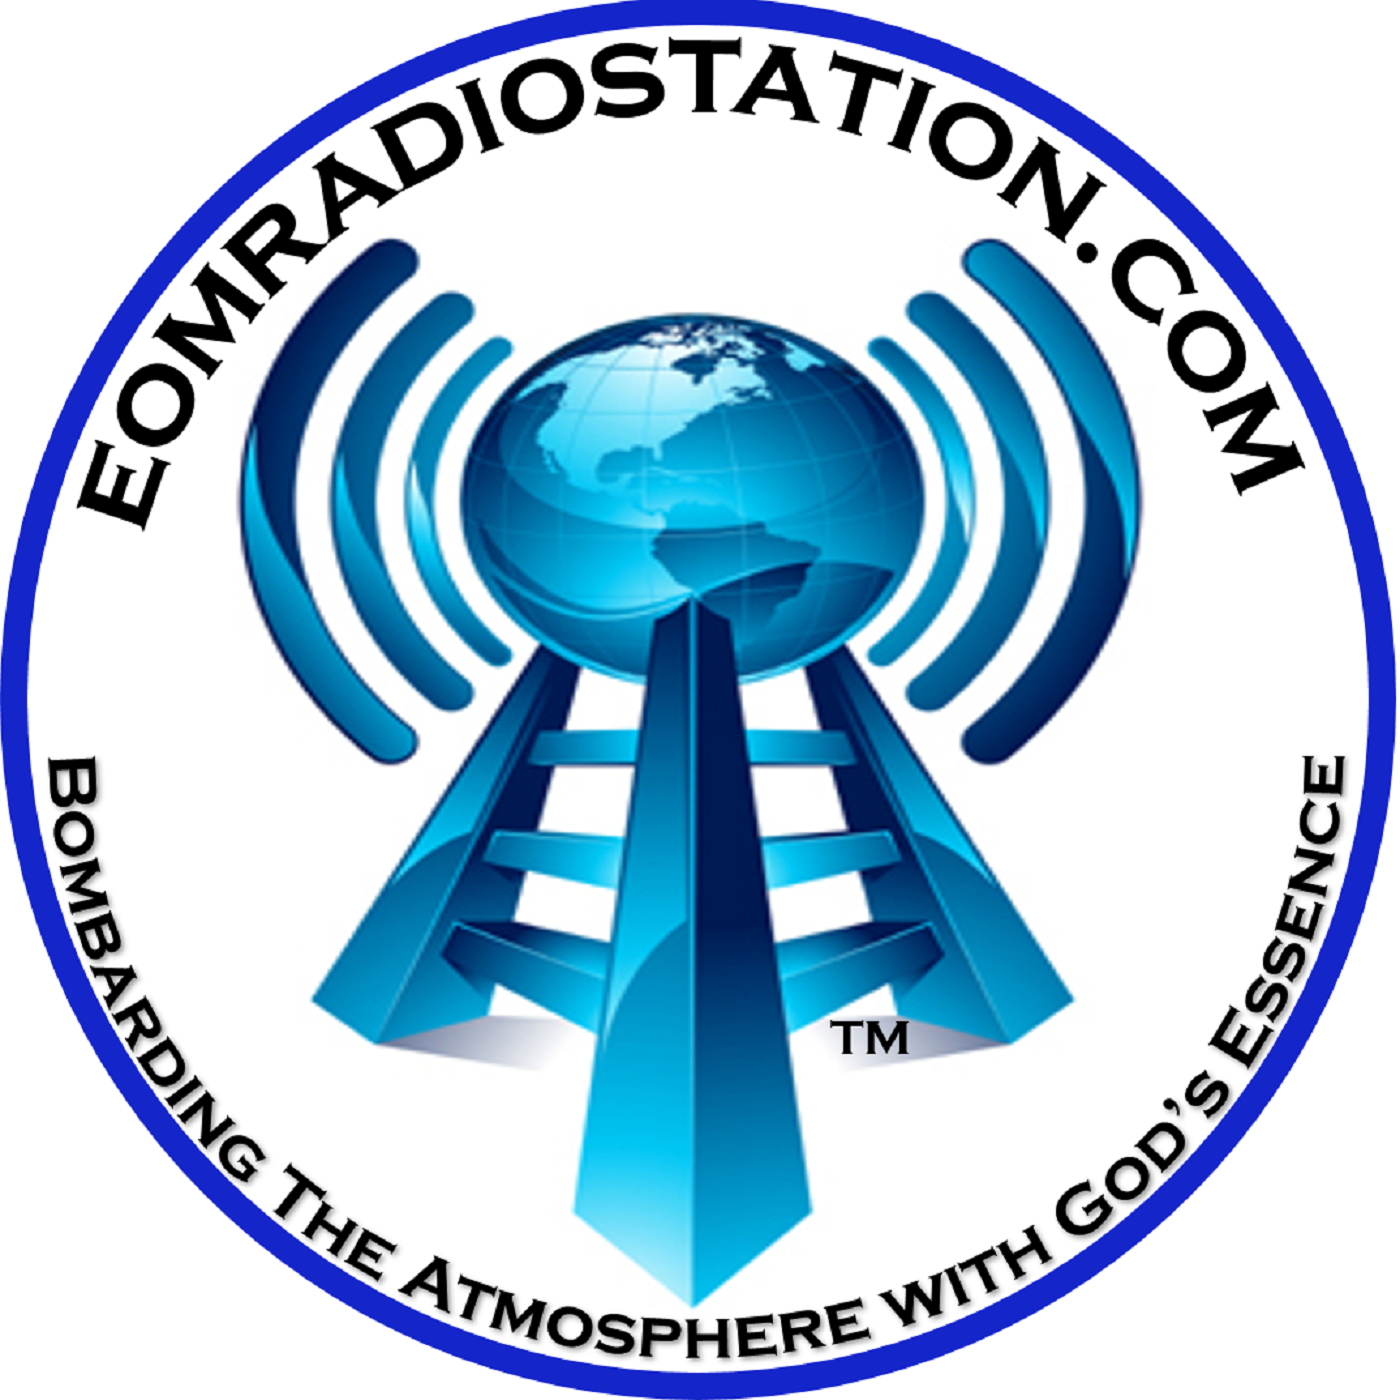 EOMRADIOSTATION.COM
TM
BOMBARDING THE ATMOSPHERE WITH GOD'S ESSENCE